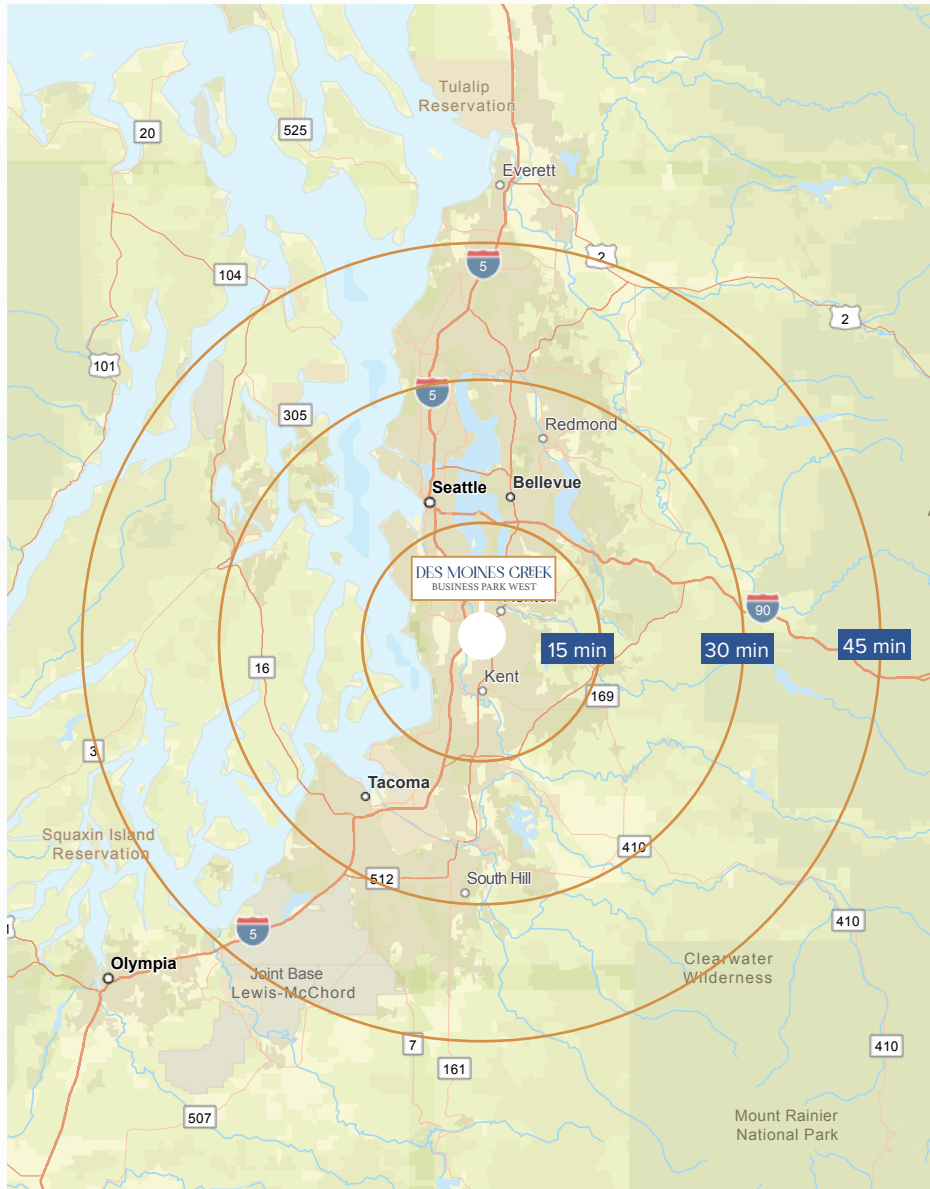 Tulalip
Reservation
20
525
Everett
5
2
104
2
101
5
305
Redmond
Seattle
Bellevue
DES MOINES CREEK
BUSINESS PARK WEST
90
15 min
30 min
45 min
16
Kent
169
3
Tacoma
Squaxin Island
Reservation
410
512
South Hill
410
5
Olympia
Clearwater
Wilderness
Joint Base
Lewis-McChord
7
410
161
507
Mount Rainier
National Park